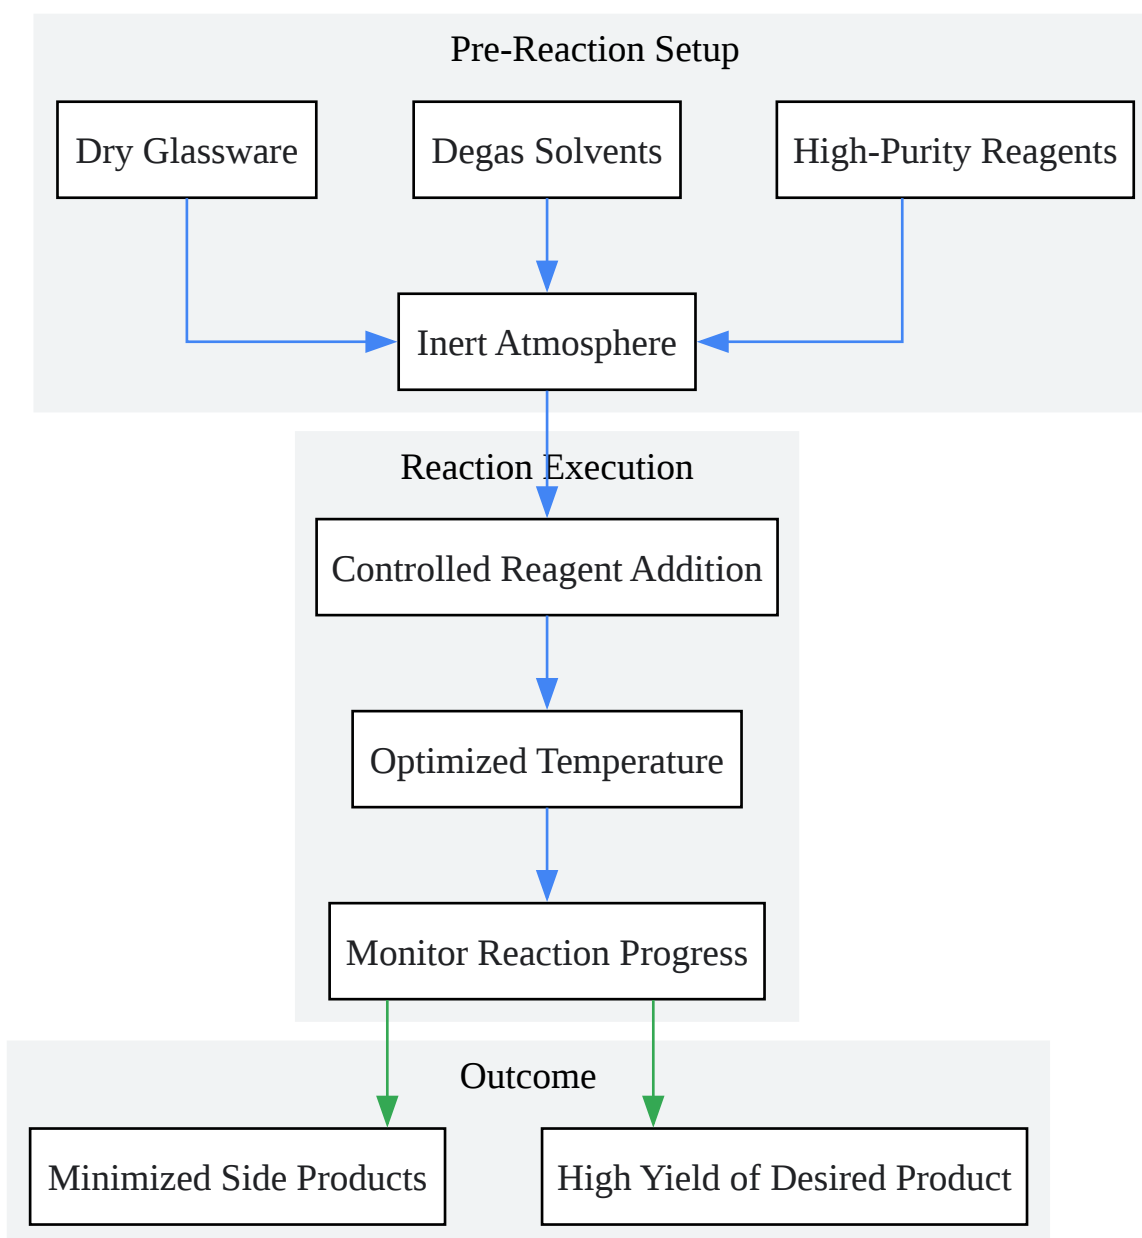 Pre-Reaction Setup
Dry Glassware
Degas Solvents
High-Purity Reagents
Inert Atmosphere
Reaction Execution
Controlled Reagent Addition
Optimized Temperature
Monitor Reaction Progress
Outcome
Minimized Side Products
High Yield of Desired Product